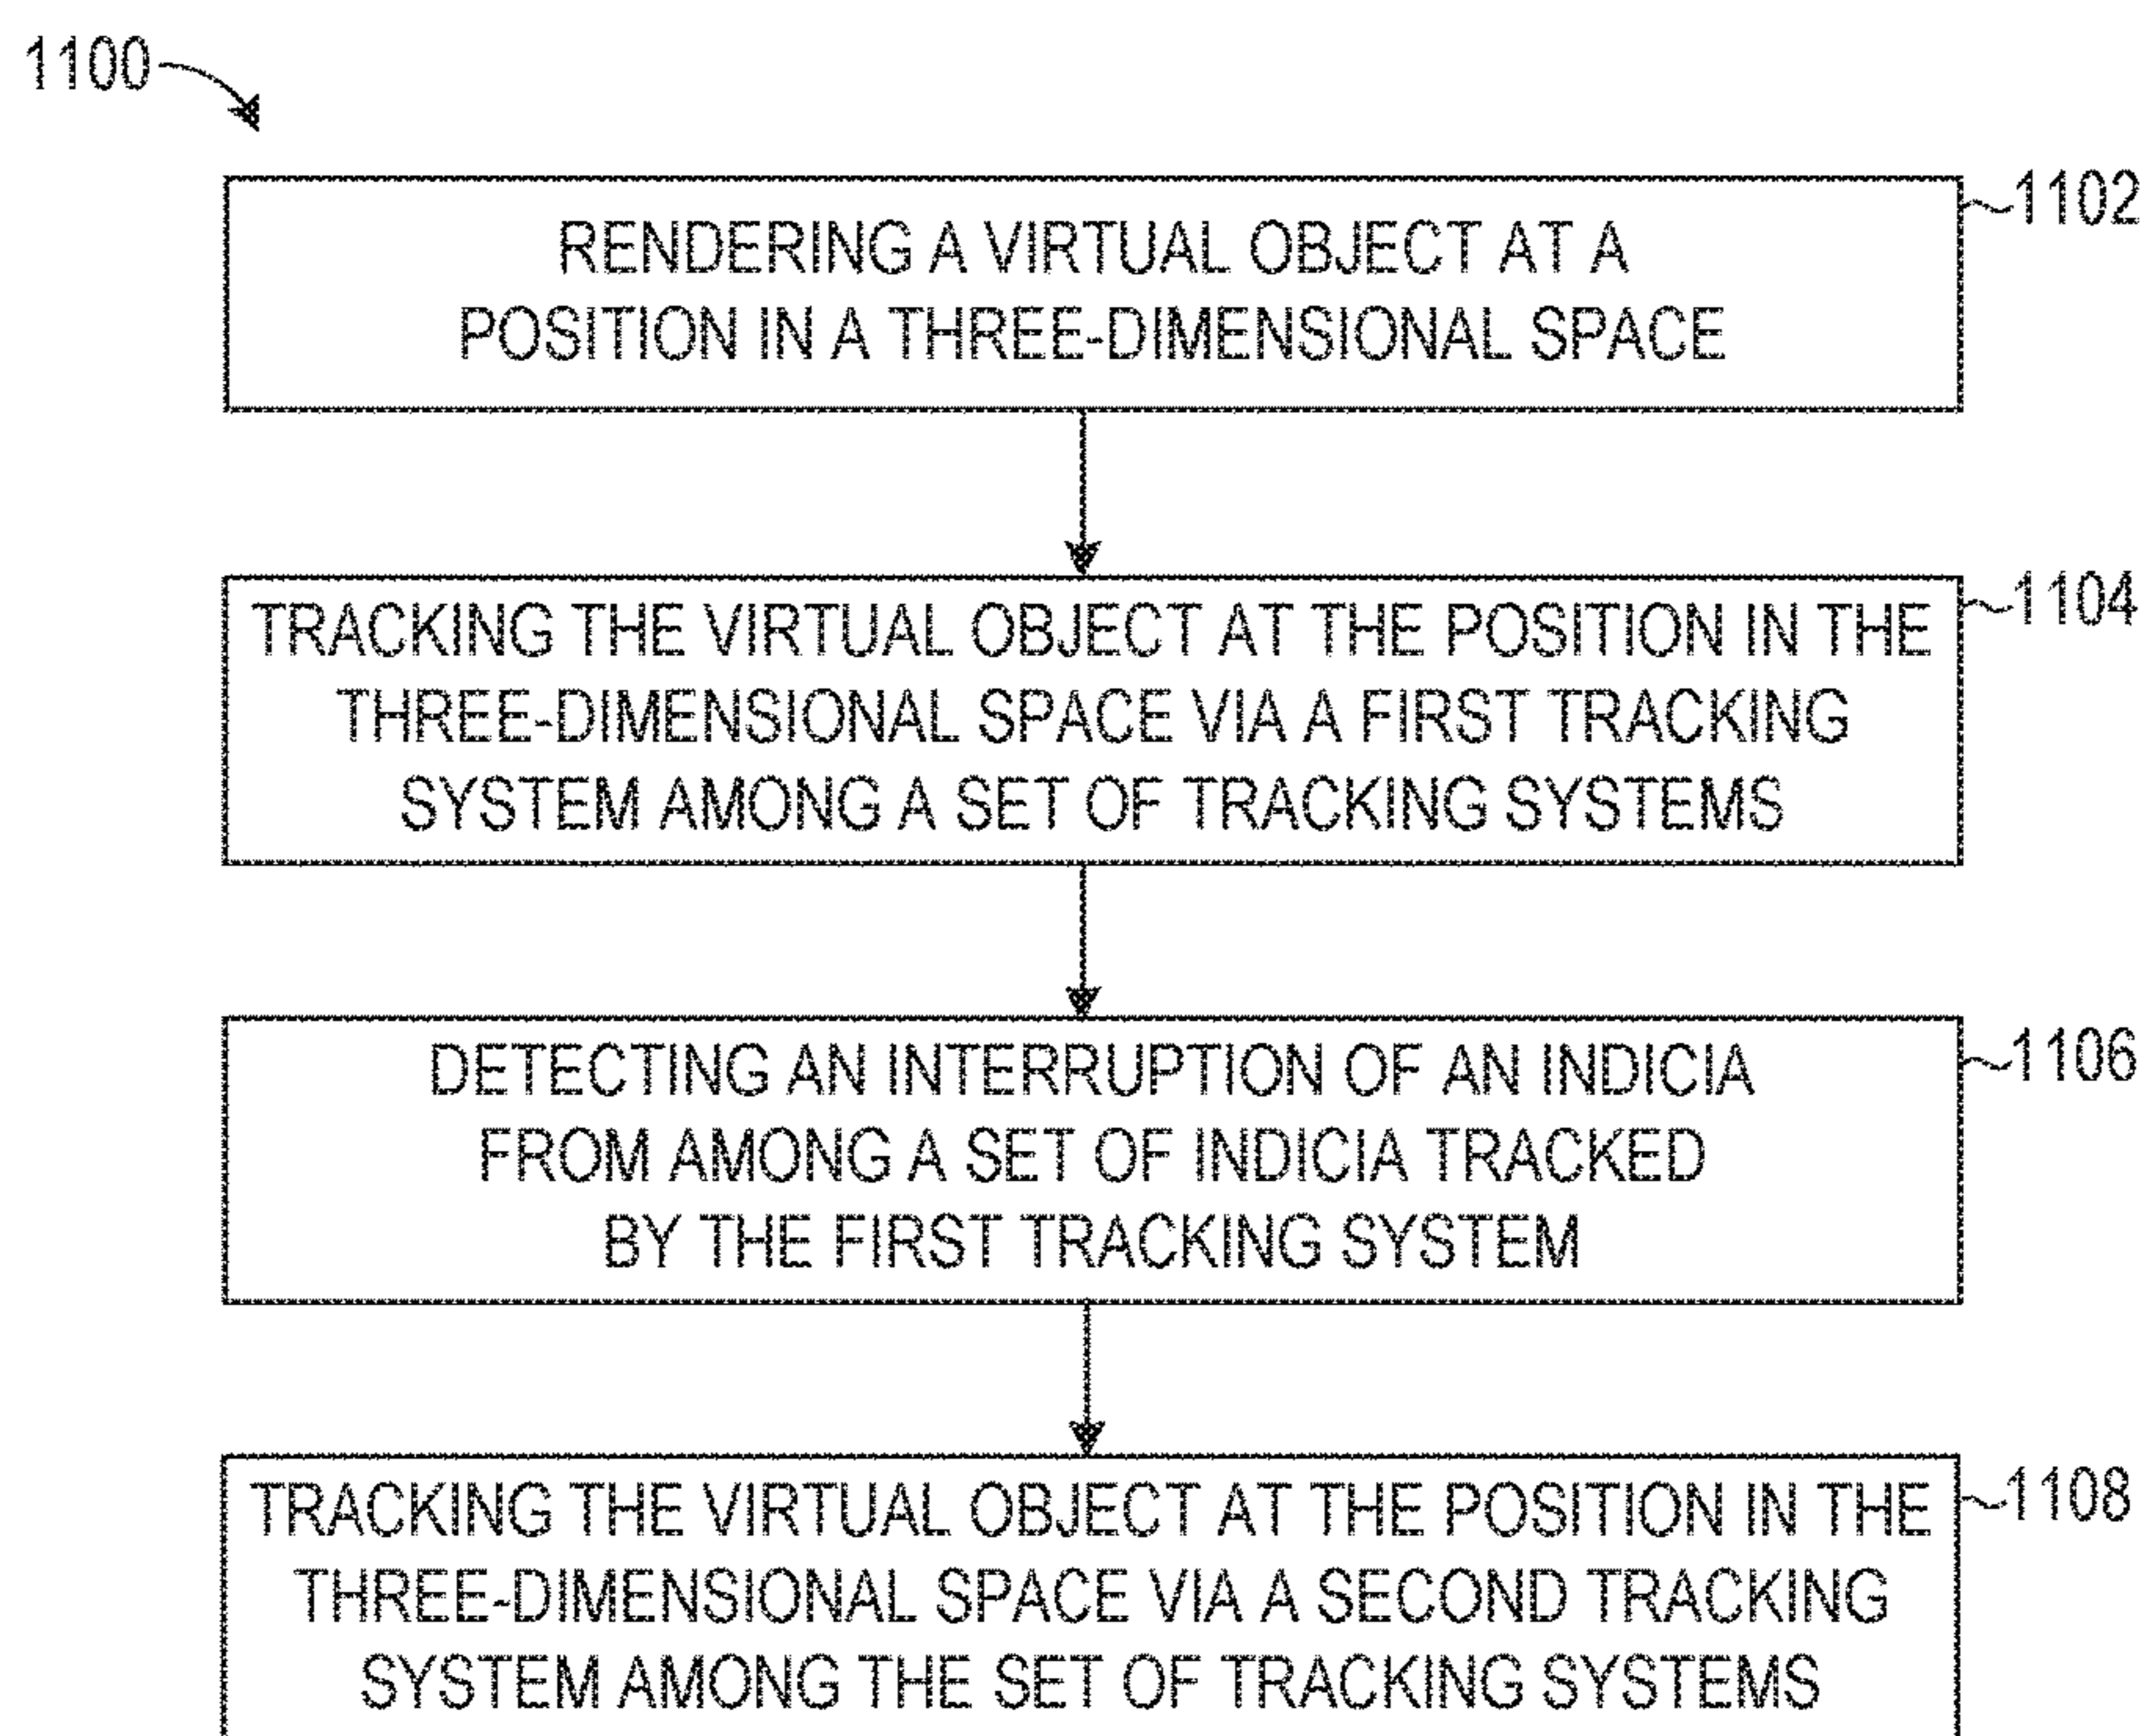 1100
1102
RENDERING A VIRTUAL OBJECT AT A
POSITION IN A THREE-DIMENSIONAL SPACE
1104
TRACKING THE VIRTUAL OBJECT AT THE POSITION IN THE
THREE-DIMENSIONAL SPACE VIA A FIRST TRACKING
SYSTEM AMONG A SET OF TRACKING SYSTEMS
1106
DETECTING AN INTERRUPTION OF AN INDICIA
FROM AMONG A SET OF INDICIA TRACKED
BY THE FIRST TRACKING SYSTEM
1108
TRACKING THE VIRTUAL OBJECT AT THE POSITION IN THE
THREE-DIMENSIONAL SPACE VIA A SECOND TRACKING
SYSTEM AMONG THE SET OF TRACKING SYSTEMS